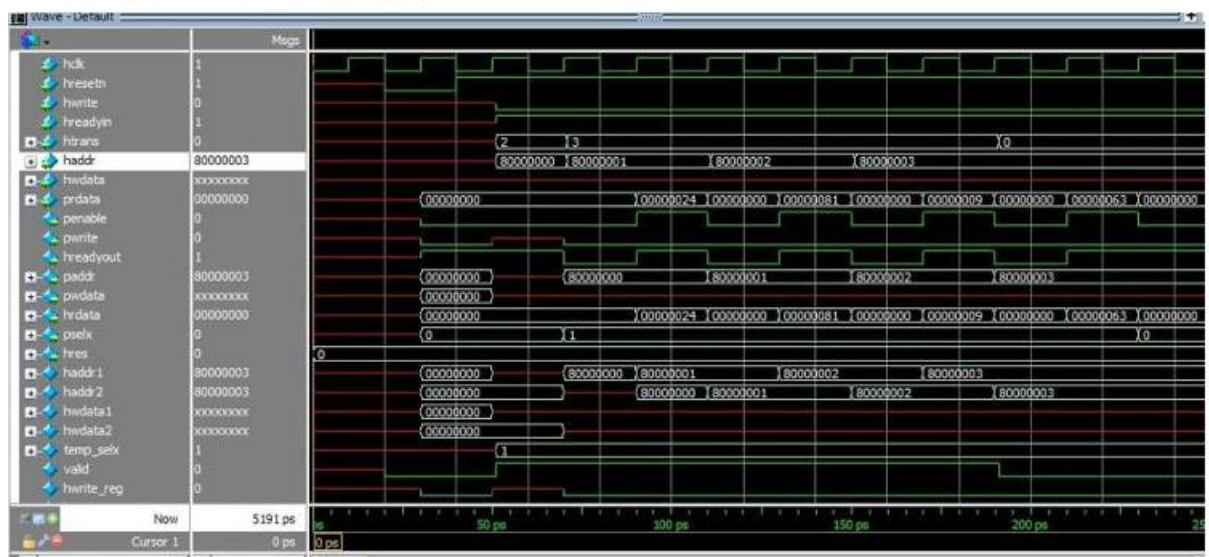 Wave - Default
Msgs
hclk 1
hresetn 1
hwrite 0
hreadyin 1
htrans 0 2 3 0
haddr 80000003 80000000 80000001 80000002 80000003
hwdata xxxxxxxx
prdata 00000000 00000000 00000024 00000000 00000081 00000000 00000009 00000000 00000063 00000000
penable 0
pwrite 0
hreadyout 1
paddr 80000003 00000000 80000000 80000001 80000002 80000003
pwdata xxxxxxxx 00000000
hrdata 00000000 00000000 00000024 00000000 00000081 00000000 00000009 00000000 00000063 00000000
pselx 0 0 1 0
hres 0 0
haddr1 80000003 00000000 80000000 80000001 80000002 80000003
haddr2 80000003 00000000 80000000 80000001 80000002 80000003
hwdata1 xxxxxxxx 00000000
hwdata2 xxxxxxxx 00000000
temp_selx 1 1
valid 0
hwrite_reg 0
Now 5191 ps ps 50 ps 100 ps 150 ps 200 ps 25
Cursor 1 0 ps 0 ps